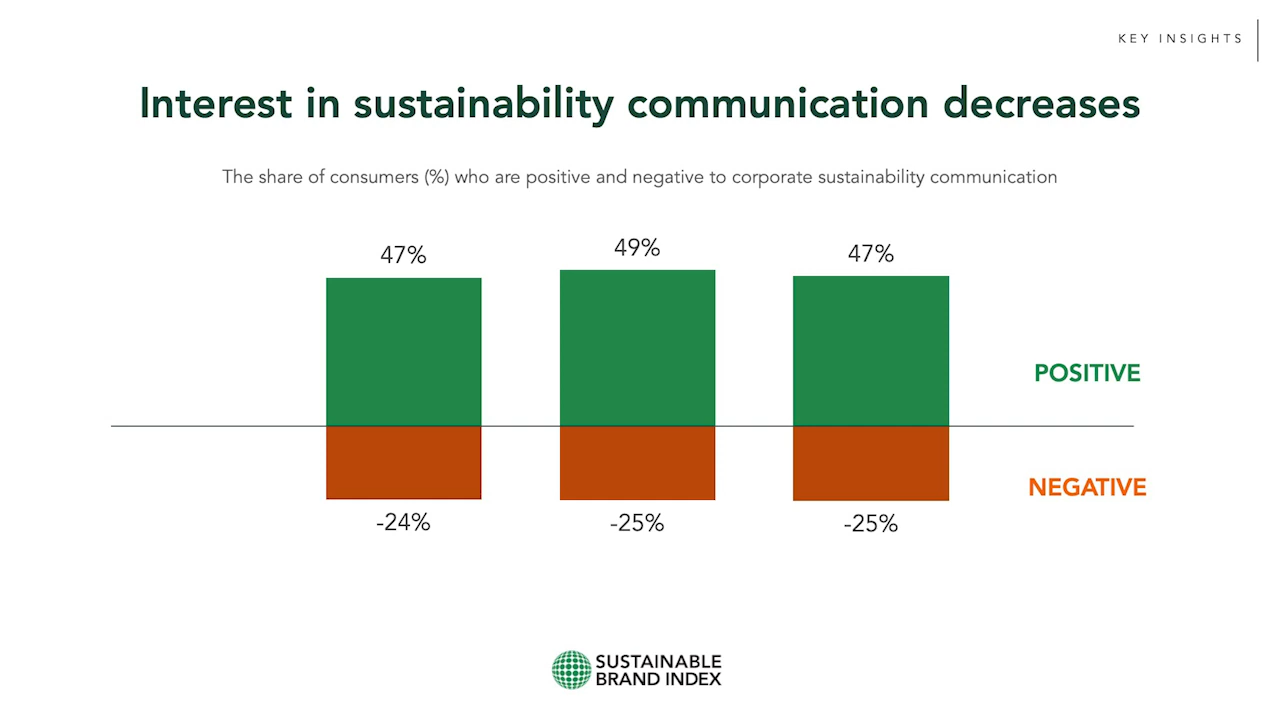 KEY INSIGHTS
Interest in sustainability communication decreases
The share of consumers (%) who are positive and negative to corporate sustainability communication
47%
49%
47%
POSITIVE
NEGATIVE
-24%
-25%
-25%
SUSTAINABLE
BRAND INDEX